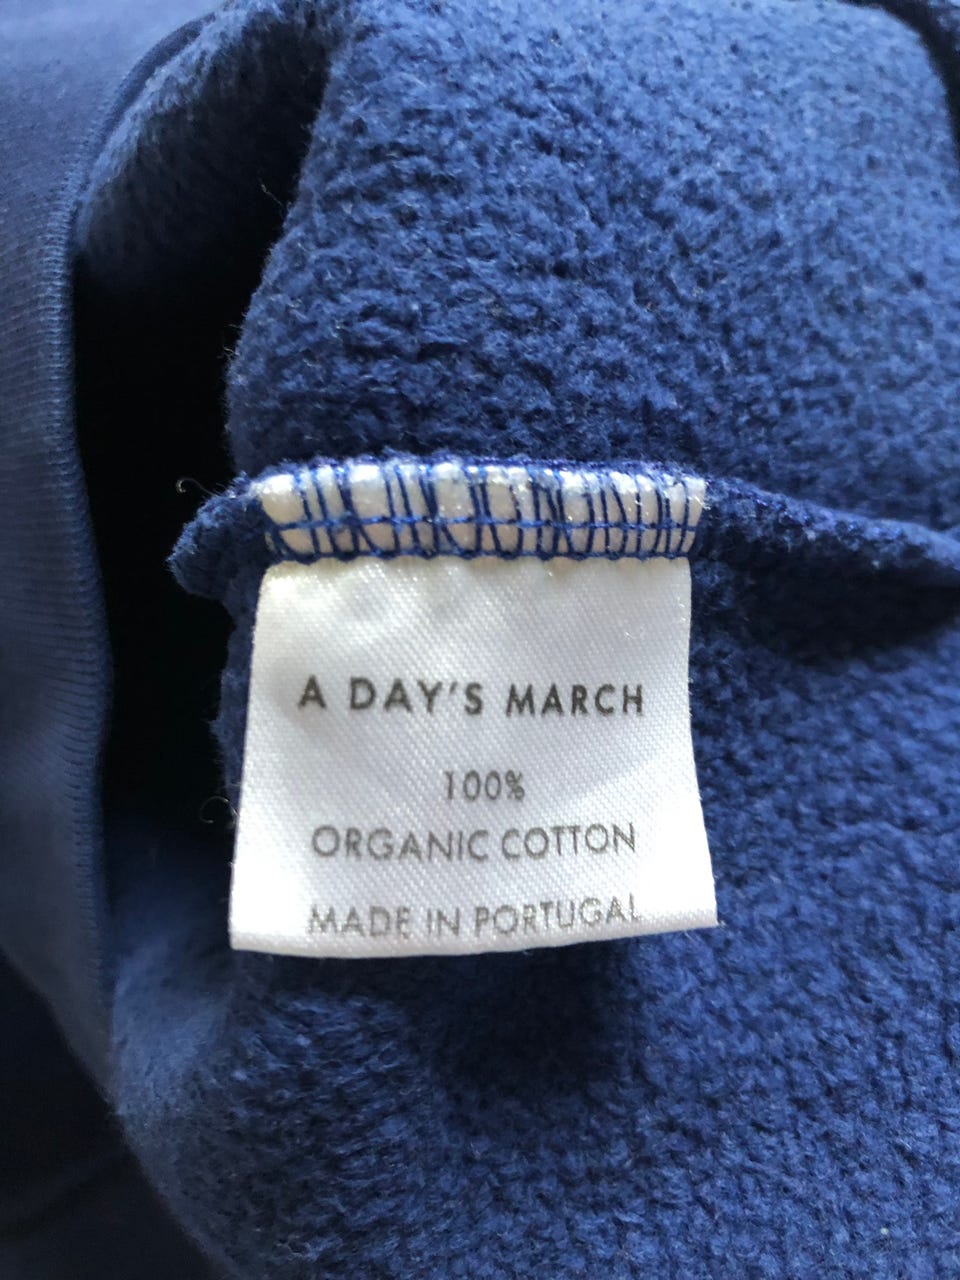 A DAY'S MARCH
100%
ORGANIC COTTON
MADE IN PORTUGAL